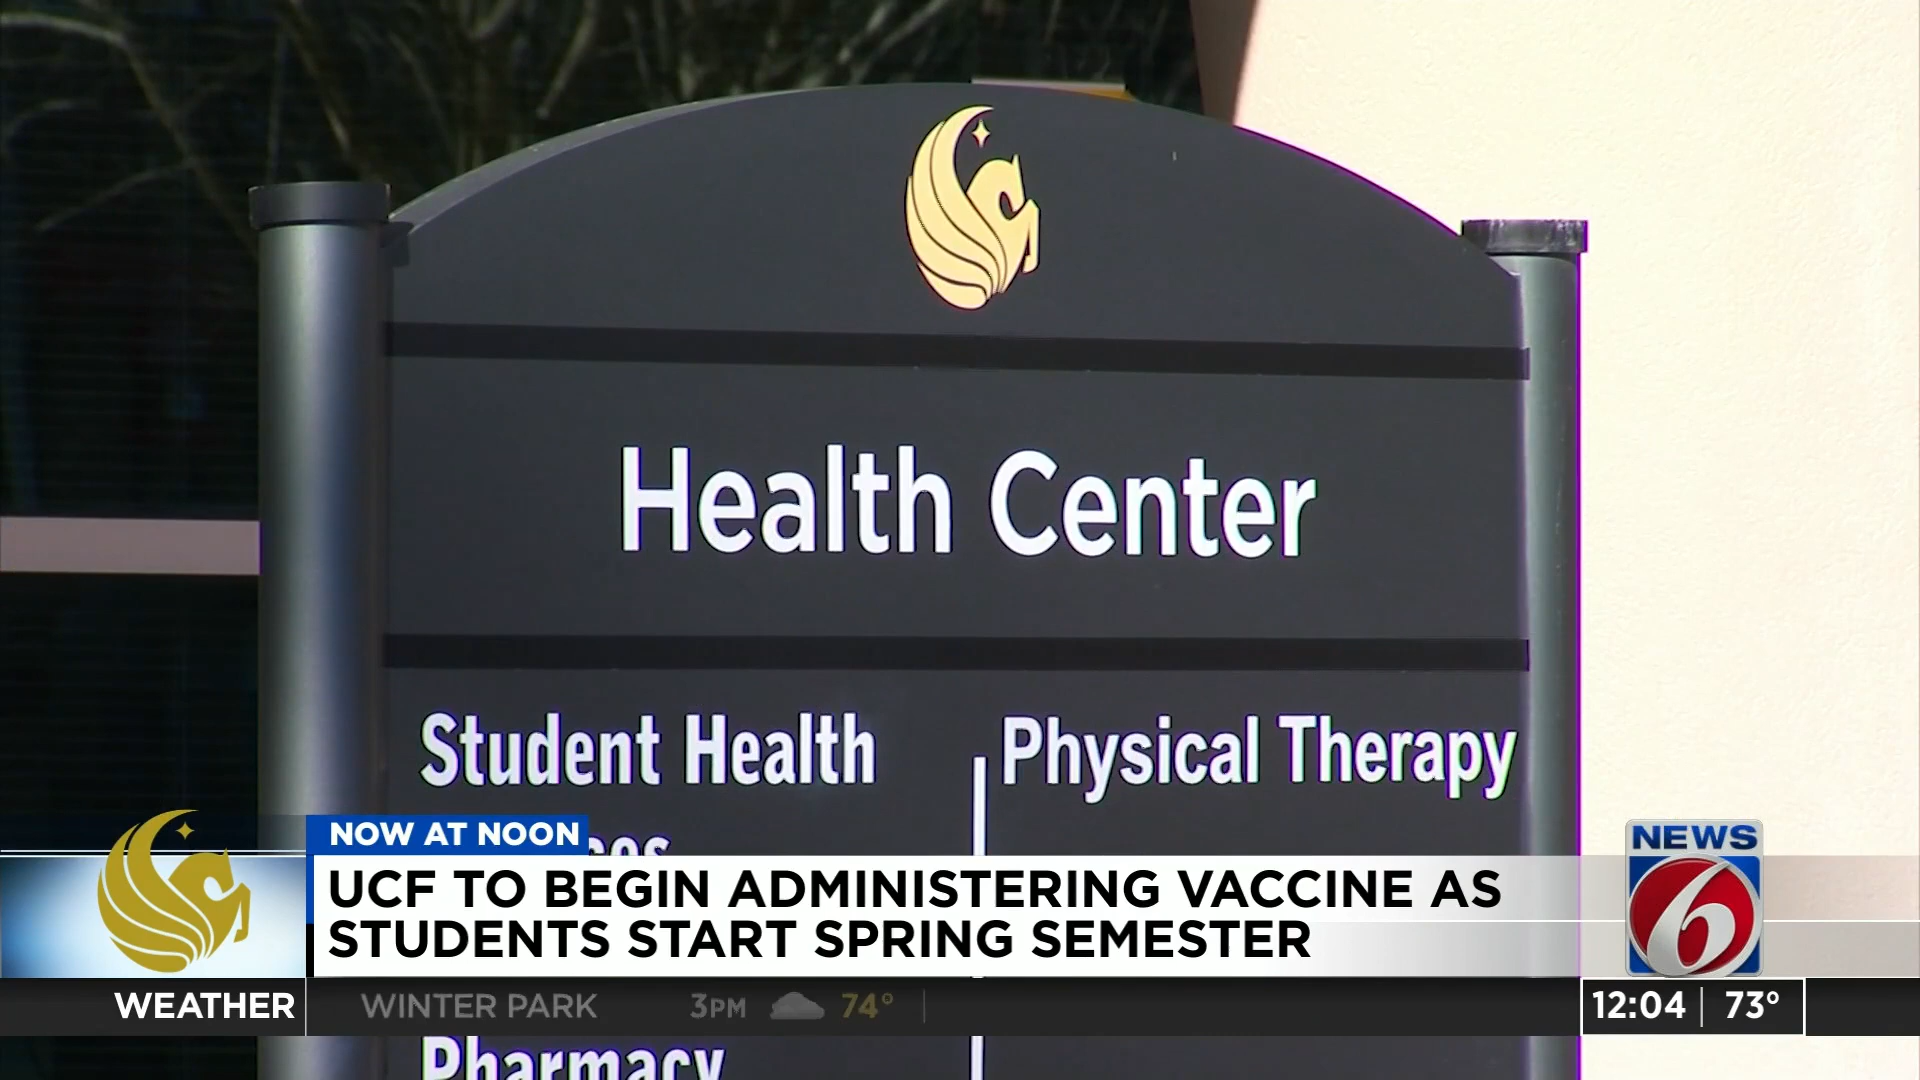 Health Center
Student Health
Physical Therapy
NOW AT NOON
UCF TO BEGIN ADMINISTERING VACCINE AS
STUDENTS START SPRING SEMESTER
NEWS
6
WEATHER
WINTER PARK 3PM 74°
12:04 73°
Pharmacy